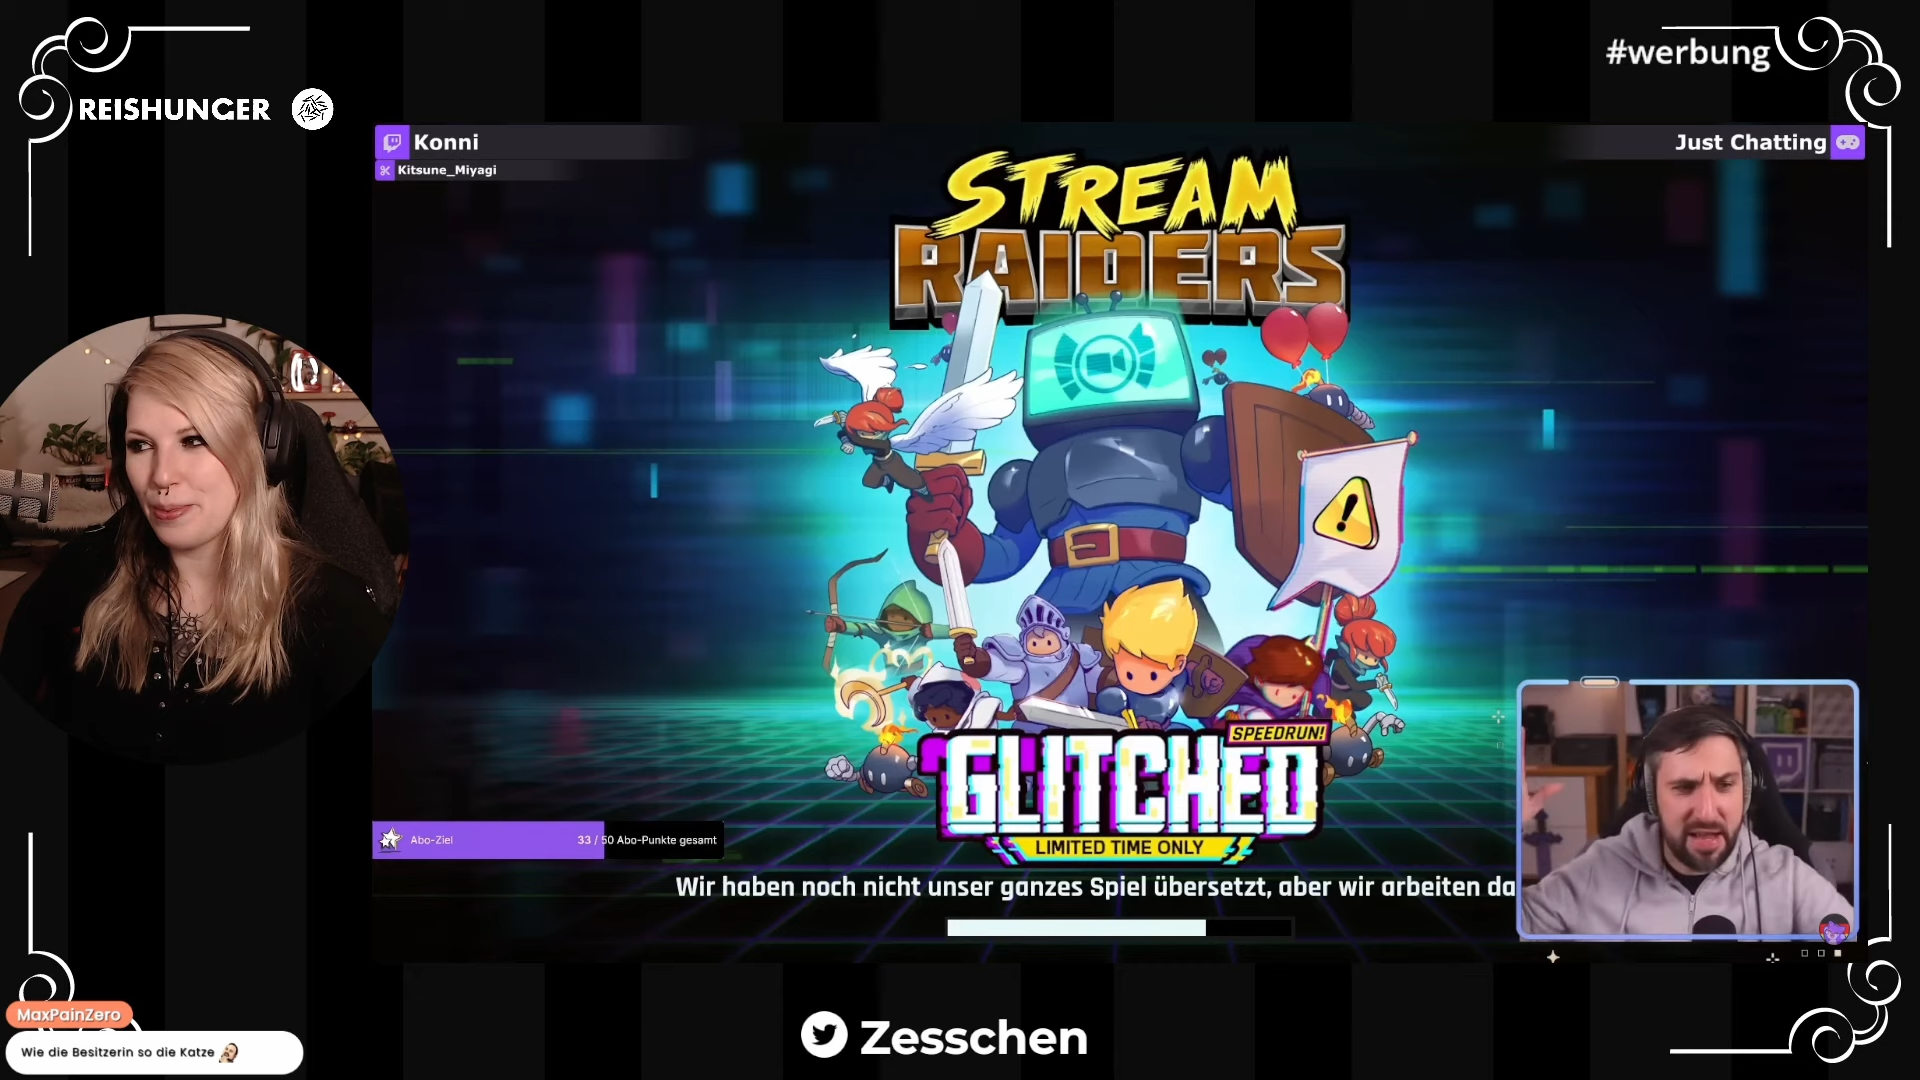 #werbung
REISHUNGER
Konni
Just Chatting
Kitsune_Miyagi
STREAM
RAIDERS
SPEEDRUN!
GLITCHED
LIMITED TIME ONLY
Abo-Ziel
33 / 50 Abo-Punkte gesamt
Wir haben noch nicht unser ganzes Spiel übersetzt, aber wir arbeiten da
MaxPainZero
Wie die Besitzerin so die Katze
Zesschen